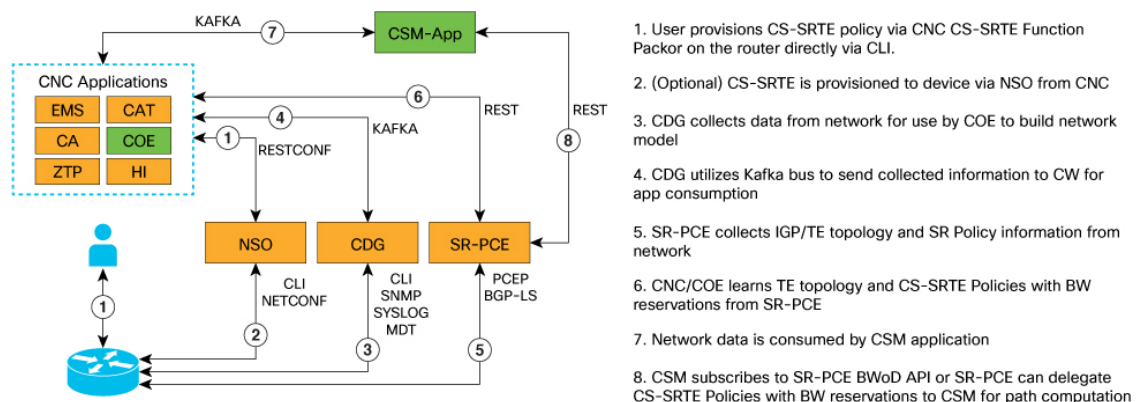 KAFKA
7
CSM-App
CNC Applications
EMS
CAT
CA
COE
ZTP
HI
6
REST
REST
4
KAFKA
8
1
RESTCONF
NSO
CDG
SR-PCE
CLI
NETCONF
CLI
SNMP
SYSLOG
MDT
PCEP
BGP-LS
1
2
3
5
1. User provisions CS-SRTE policy via CNC CS-SRTE Function
Packor on the router directly via CLI.
2. (Optional) CS-SRTE is provisioned to device via NSO from CNC
3. CDG collects data from network for use by COE to build network
model
4. CDG utilizes Kafka bus to send collected information to CW for
app consumption
5. SR-PCE collects IGP/TE topology and SR Policy information from
network
6. CNC/COE learns TE topology and CS-SRTE Policies with BW
reservations from SR-PCE
7. Network data is consumed by CSM application
8. CSM subscribes to SR-PCE BWoD API or SR-PCE can delegate
CS-SRTE Policies with BW reservations to CSM for path computation